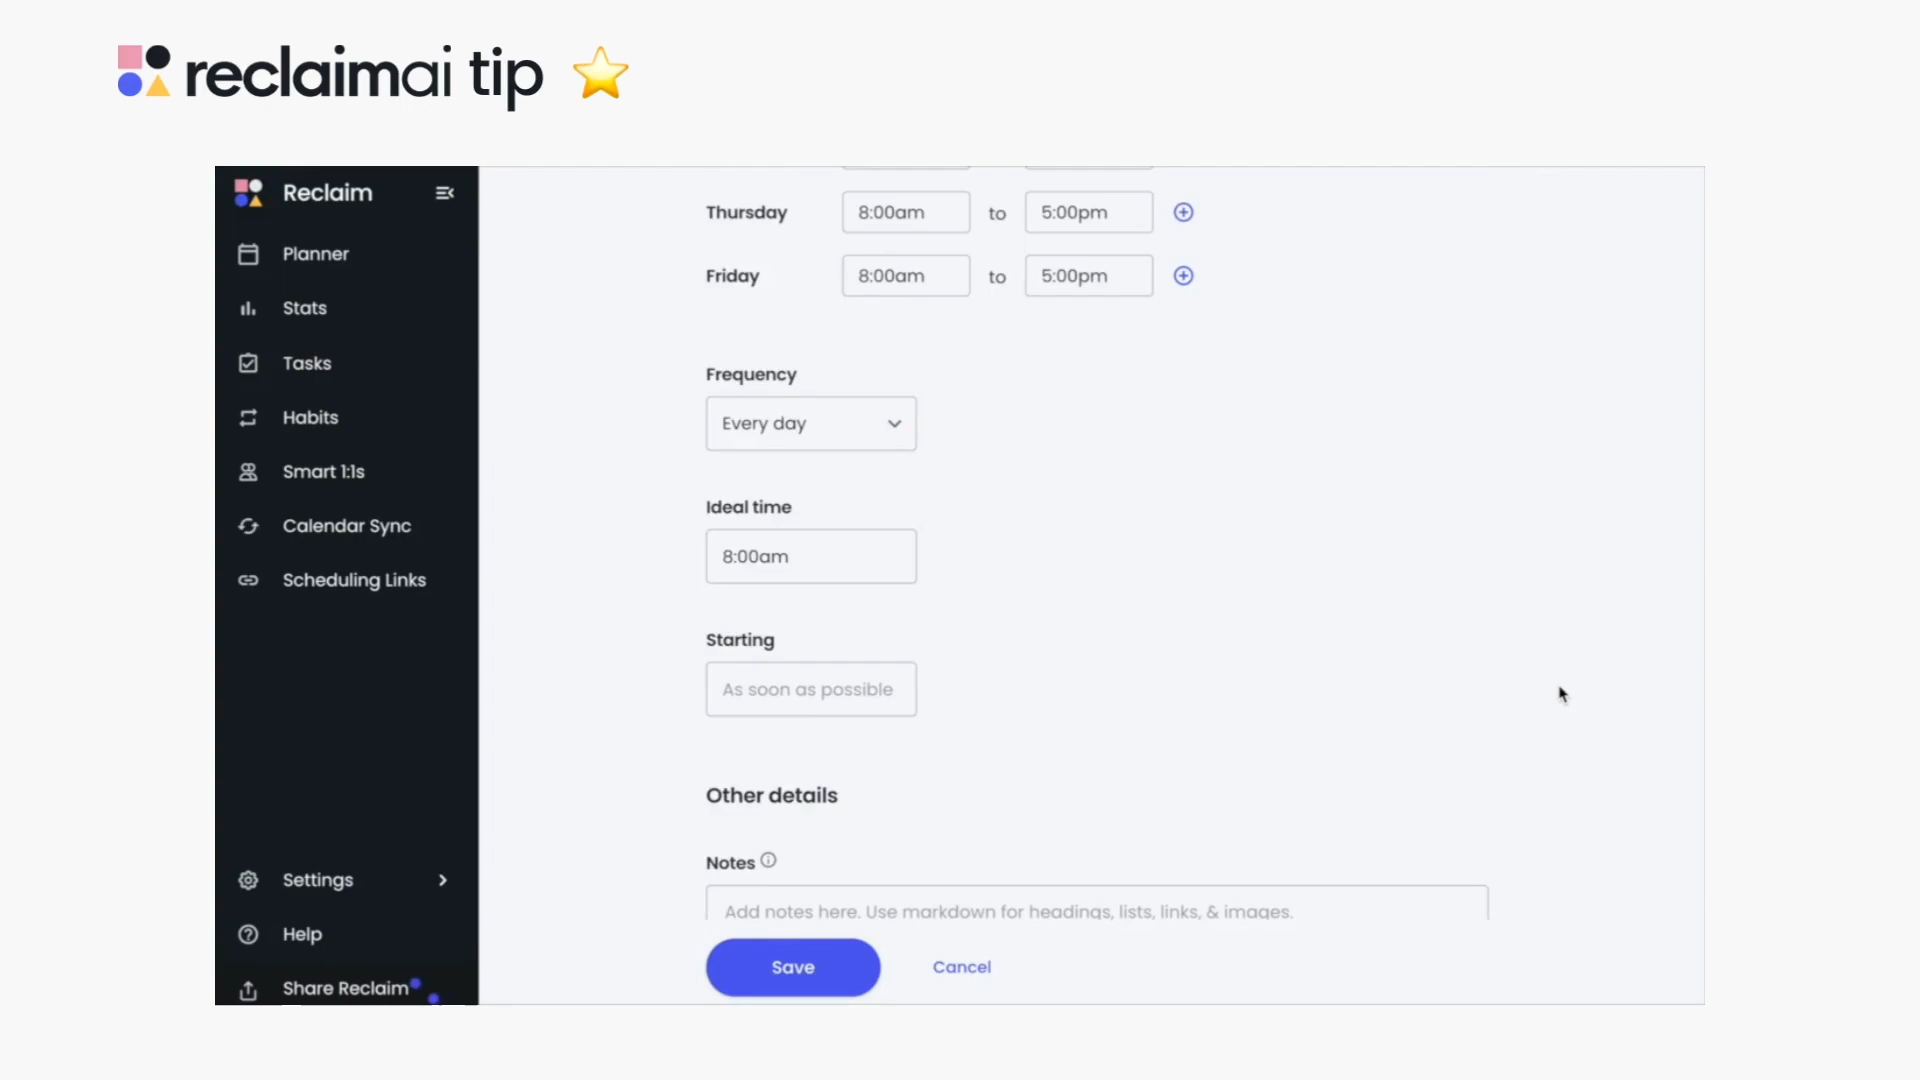 reclaimai tip
Reclaim
Planner
Stats
Tasks
Habits
Smart 1:1s
Calendar Sync
Scheduling Links
Settings
Help
Share Reclaim
Thursday 8:00am to 5:00pm
Friday 8:00am to 5:00pm
Frequency
Every day
Ideal time
8:00am
Starting
As soon as possible
Other details
Notes
Add notes here. Use markdown for headings, lists, links, & images.
Save Cancel